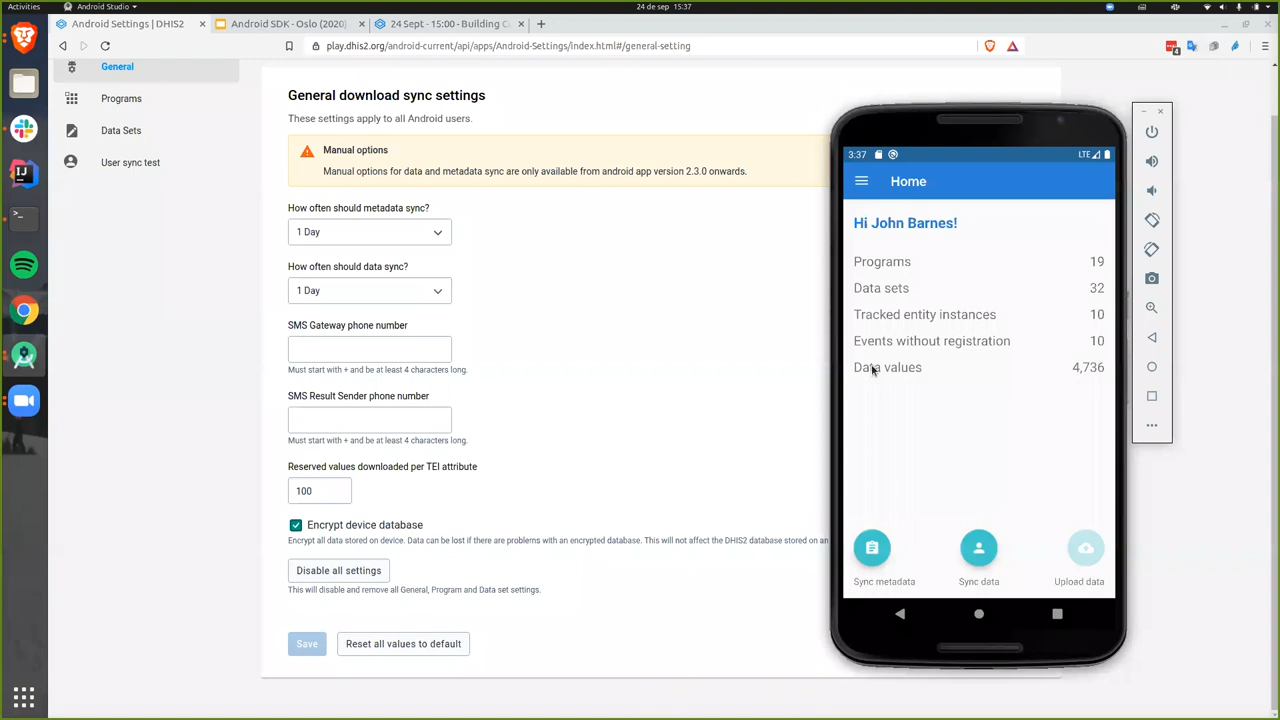 Activities
Android Studio
24 de sep 15:37
Android Settings | DHIS2
Android SDK - Oslo (2020)
24 Sept - 15:00 - Building C
play.dhis2.org/android-current/api/apps/Android-Settings/index.html#/general-setting
4
General
Programs
Data Sets
User sync test
General download sync settings
These settings apply to all Android users.
Manual options
Manual options for data and metadata sync are only available from android app version 2.3.0 onwards.
How often should metadata sync?
1 Day
How often should data sync?
1 Day
SMS Gateway phone number
Must start with + and be at least 4 characters long.
SMS Result Sender phone number
Must start with + and be at least 4 characters long.
Reserved values downloaded per TEI attribute
100
Encrypt device database
Encrypt all data stored on device. Data can be lost if there are problems with an encrypted database. This will not affect the DHIS2 database stored on an
Disable all settings
This will disable and remove all General, Program and Data set settings.
Save
Reset all values to default
3:37
LTE
Home
Hi John Barnes!
Programs 19
Data sets 32
Tracked entity instances 10
Events without registration 10
Data values 4,736
Sync metadata
Sync data
Upload data